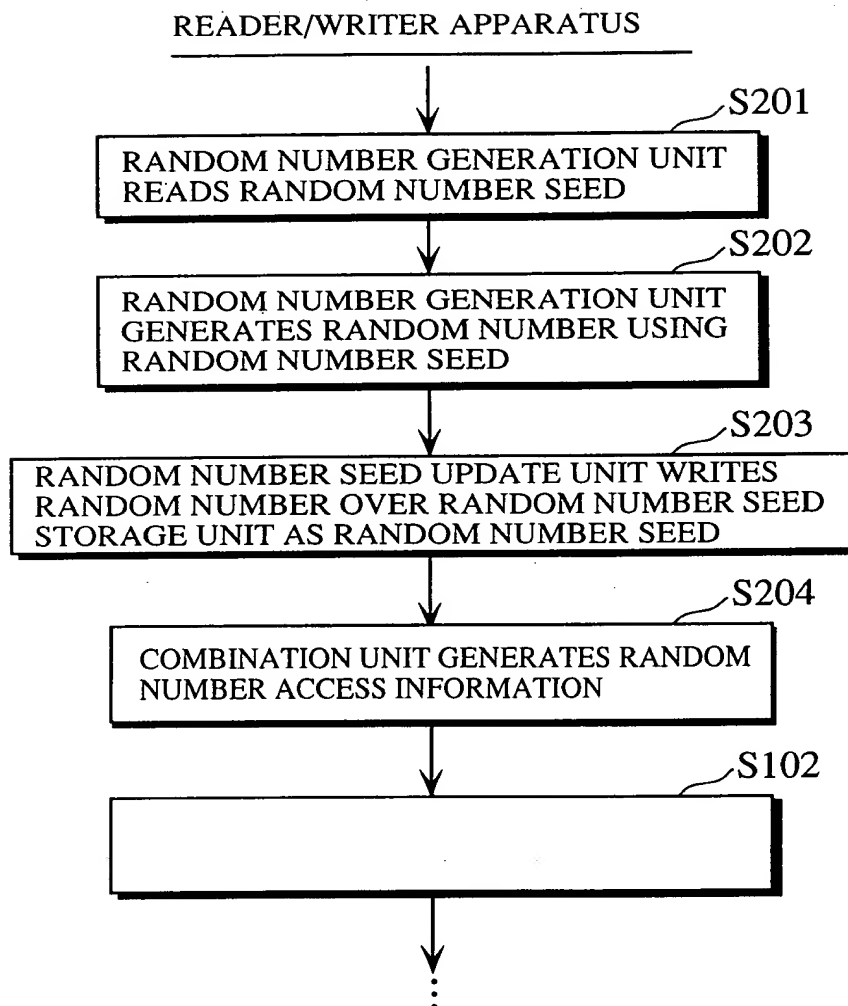 READER/WRITER APPARATUS
S201
RANDOM NUMBER GENERATION UNIT
READS RANDOM NUMBER SEED
S202
RANDOM NUMBER GENERATION UNIT
GENERATES RANDOM NUMBER USING
RANDOM NUMBER SEED
S203
RANDOM NUMBER SEED UPDATE UNIT WRITES
RANDOM NUMBER OVER RANDOM NUMBER SEED
STORAGE UNIT AS RANDOM NUMBER SEED
S204
COMBINATION UNIT GENERATES RANDOM
NUMBER ACCESS INFORMATION
S102